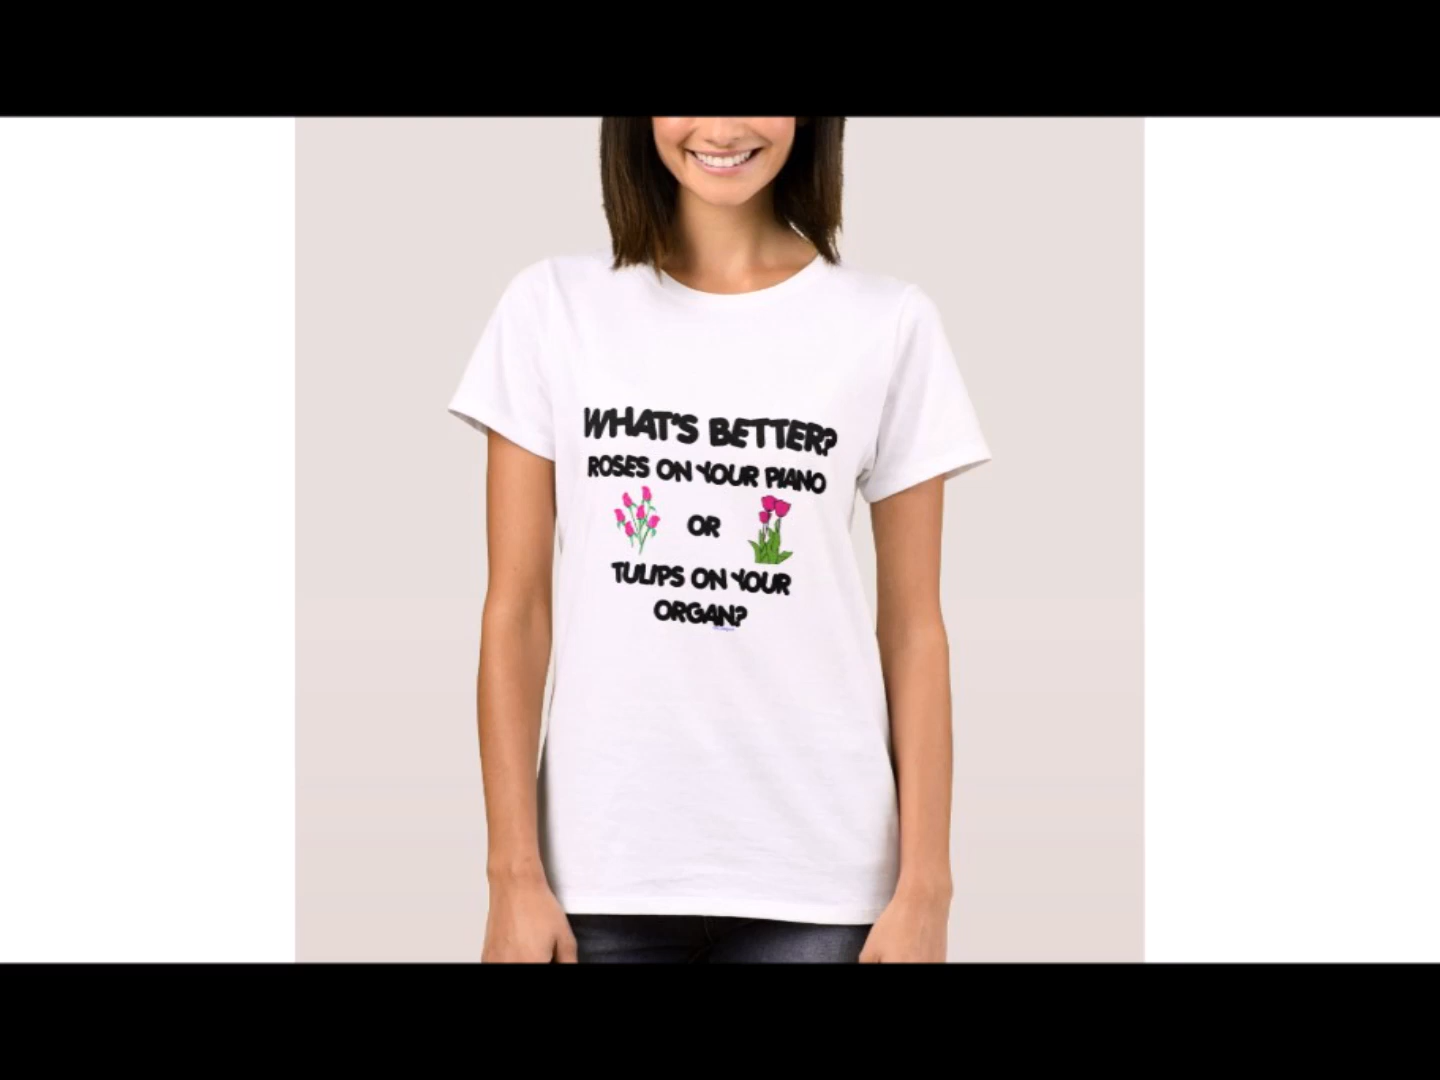 WHAT'S BETTER?
ROSES ON YOUR PIANO
OR
TULIPS ON YOUR
ORGAN?